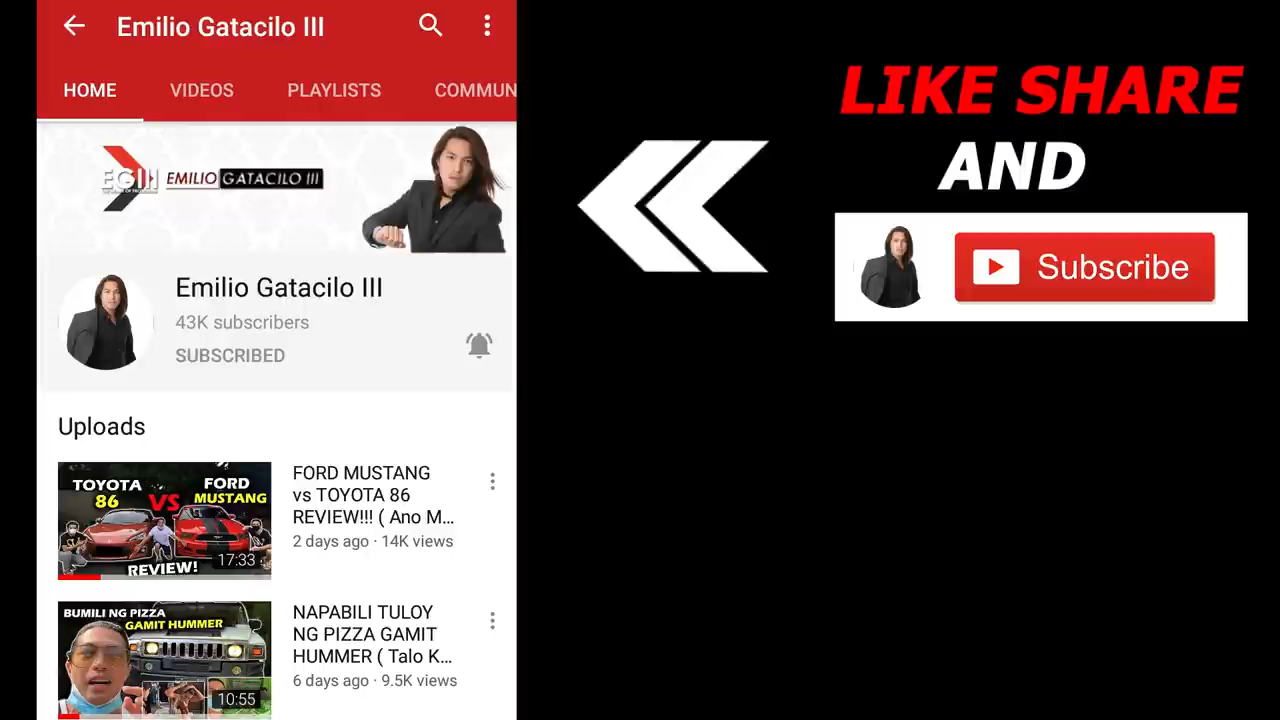 Emilio Gatacilo III
HOME VIDEOS PLAYLISTS COMMUN
EGIII
EMILIO GATACILO III
Emilio Gatacilo III
43K subscribers
SUBSCRIBED
Uploads
TOYOTA
86
VS
FORD
MUSTANG
REVIEW!
17:33
FORD MUSTANG
vs TOYOTA 86
REVIEW!!! ( Ano M...
2 days ago · 14K views
BUMILI NG PIZZA
GAMIT HUMMER
10:55
NAPABILI TULOY
NG PIZZA GAMIT
HUMMER ( Talo K...
6 days ago · 9.5K views
LIKE SHARE
AND
Subscribe